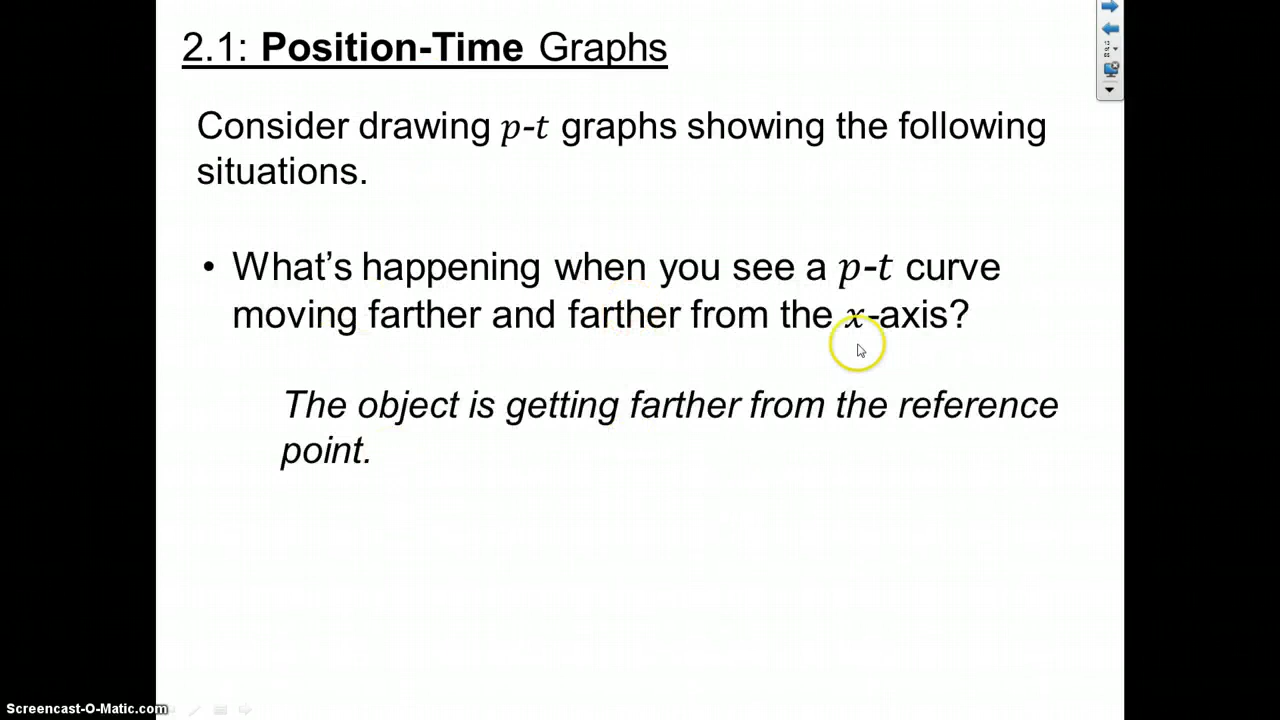 2.1: Position-Time Graphs
Consider drawing p-t graphs showing the following
situations.
• What’s happening when you see a p-t curve
moving farther and farther from the x-axis?
The object is getting farther from the reference
point.
Screencast-O-Matic.com